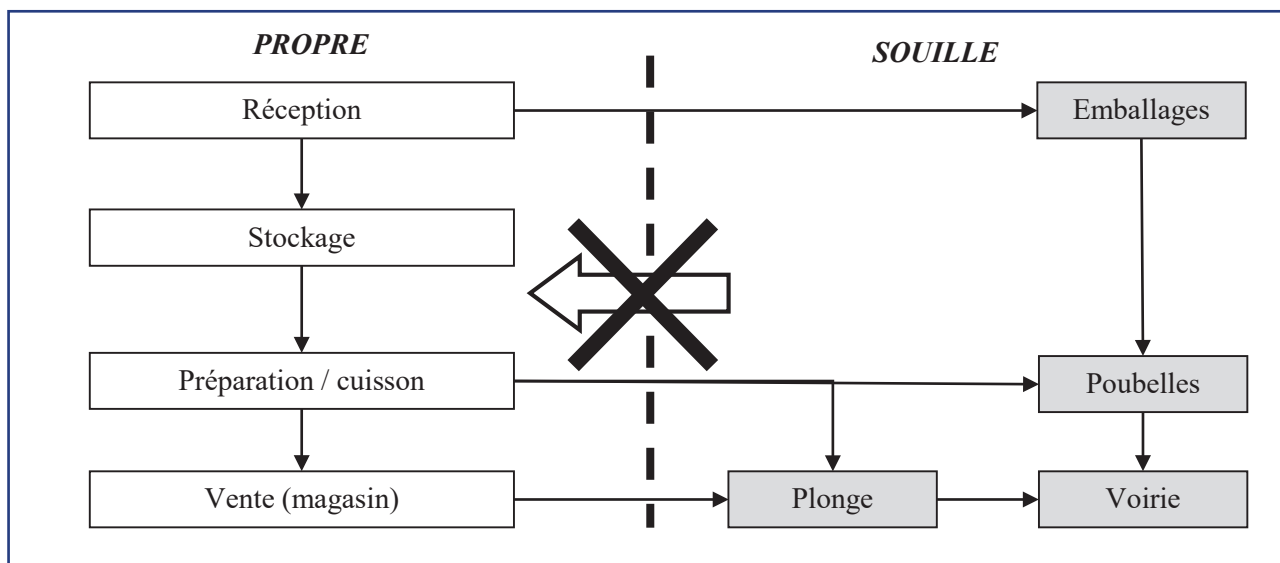 PROPRE
SOUILLE
Réception
Emballages
Stockage
Préparation / cuisson
Poubelles
Vente (magasin)
Plonge
Voirie